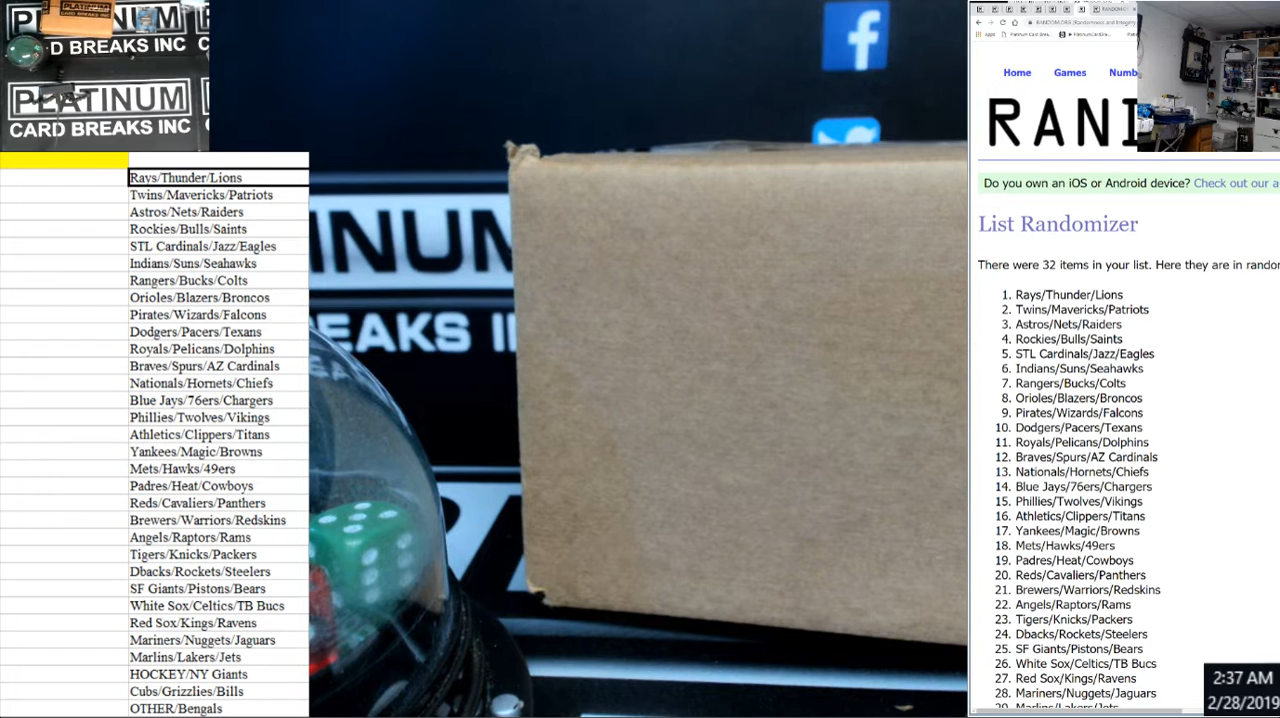 PLATINUM
CARD BREAKS INC
PLATINUM
CARD BREAKS INC
Rays/Thunder/Lions
Twins/Mavericks/Patriots
Astros/Nets/Raiders
Rockies/Bulls/Saints
STL Cardinals/Jazz/Eagles
Indians/Suns/Seahawks
Rangers/Bucks/Colts
Orioles/Blazers/Broncos
Pirates/Wizards/Falcons
Dodgers/Pacers/Texans
Royals/Pelicans/Dolphins
Braves/Spurs/AZ Cardinals
Nationals/Hornets/Chiefs
Blue Jays/76ers/Chargers
Phillies/Twolves/Vikings
Athletics/Clippers/Titans
Yankees/Magic/Browns
Mets/Hawks/49ers
Padres/Heat/Cowboys
Reds/Cavaliers/Panthers
Brewers/Warriors/Redskins
Angels/Raptors/Rams
Tigers/Knicks/Packers
Dbacks/Rockets/Steelers
SF Giants/Pistons/Bears
White Sox/Celtics/TB Bucs
Red Sox/Kings/Ravens
Mariners/Nuggets/Jaguars
Marlins/Lakers/Jets
HOCKEY/NY Giants
Cubs/Grizzlies/Bills
OTHER/Bengals
INUM
EAKS I
Apps
Home Games Numb
RAN
Do you own an iOS or Android device? Check out our a
List Randomizer
There were 32 items in your list. Here they are in random
1. Rays/Thunder/Lions
2. Twins/Mavericks/Patriots
3. Astros/Nets/Raiders
4. Rockies/Bulls/Saints
5. STL Cardinals/Jazz/Eagles
6. Indians/Suns/Seahawks
7. Rangers/Bucks/Colts
8. Orioles/Blazers/Broncos
9. Pirates/Wizards/Falcons
10. Dodgers/Pacers/Texans
11. Royals/Pelicans/Dolphins
12. Braves/Spurs/AZ Cardinals
13. Nationals/Hornets/Chiefs
14. Blue Jays/76ers/Chargers
15. Phillies/Twolves/Vikings
16. Athletics/Clippers/Titans
17. Yankees/Magic/Browns
18. Mets/Hawks/49ers
19. Padres/Heat/Cowboys
20. Reds/Cavaliers/Panthers
21. Brewers/Warriors/Redskins
22. Angels/Raptors/Rams
23. Tigers/Knicks/Packers
24. Dbacks/Rockets/Steelers
25. SF Giants/Pistons/Bears
26. White Sox/Celtics/TB Bucs
27. Red Sox/Kings/Ravens
28. Mariners/Nuggets/Jaguars
29. Marlins/Lakers/Jets
2:37 AM
2/28/2019